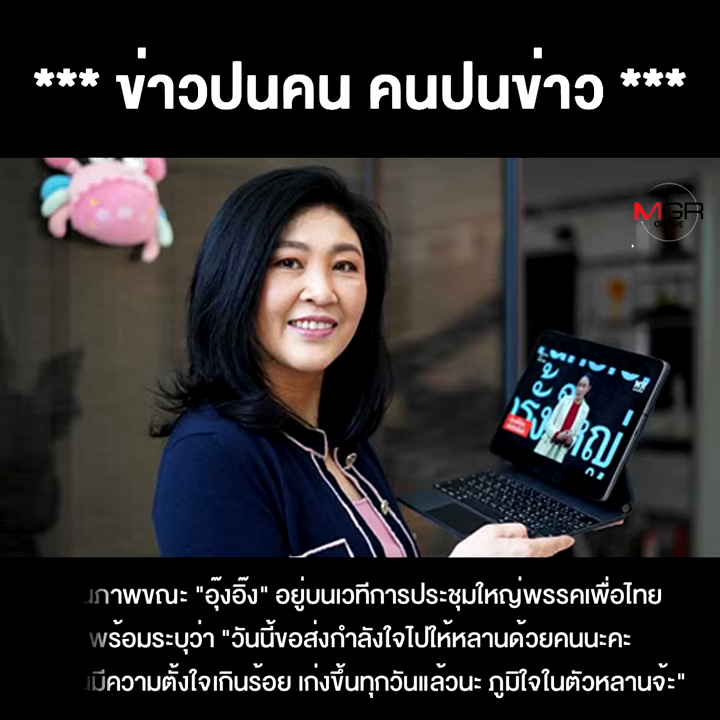 *** ข่าวปนคน คนปนข่าว ***
MGR
ONLINE
รั้งใหญ่
ภาพขณะ "อุ๊งอิ๊ง" อยู่บนเวทีการประชุมใหญ่พรรคเพื่อไทย
พร้อมระบุว่า "วันนี้ขอส่งกำลังใจไปให้หลานด้วยคนนะคะ
มีความตั้งใจเกินร้อย เก่งขึ้นทุกวันแล้วนะ ภูมิใจในตัวหลานจ้ะ"